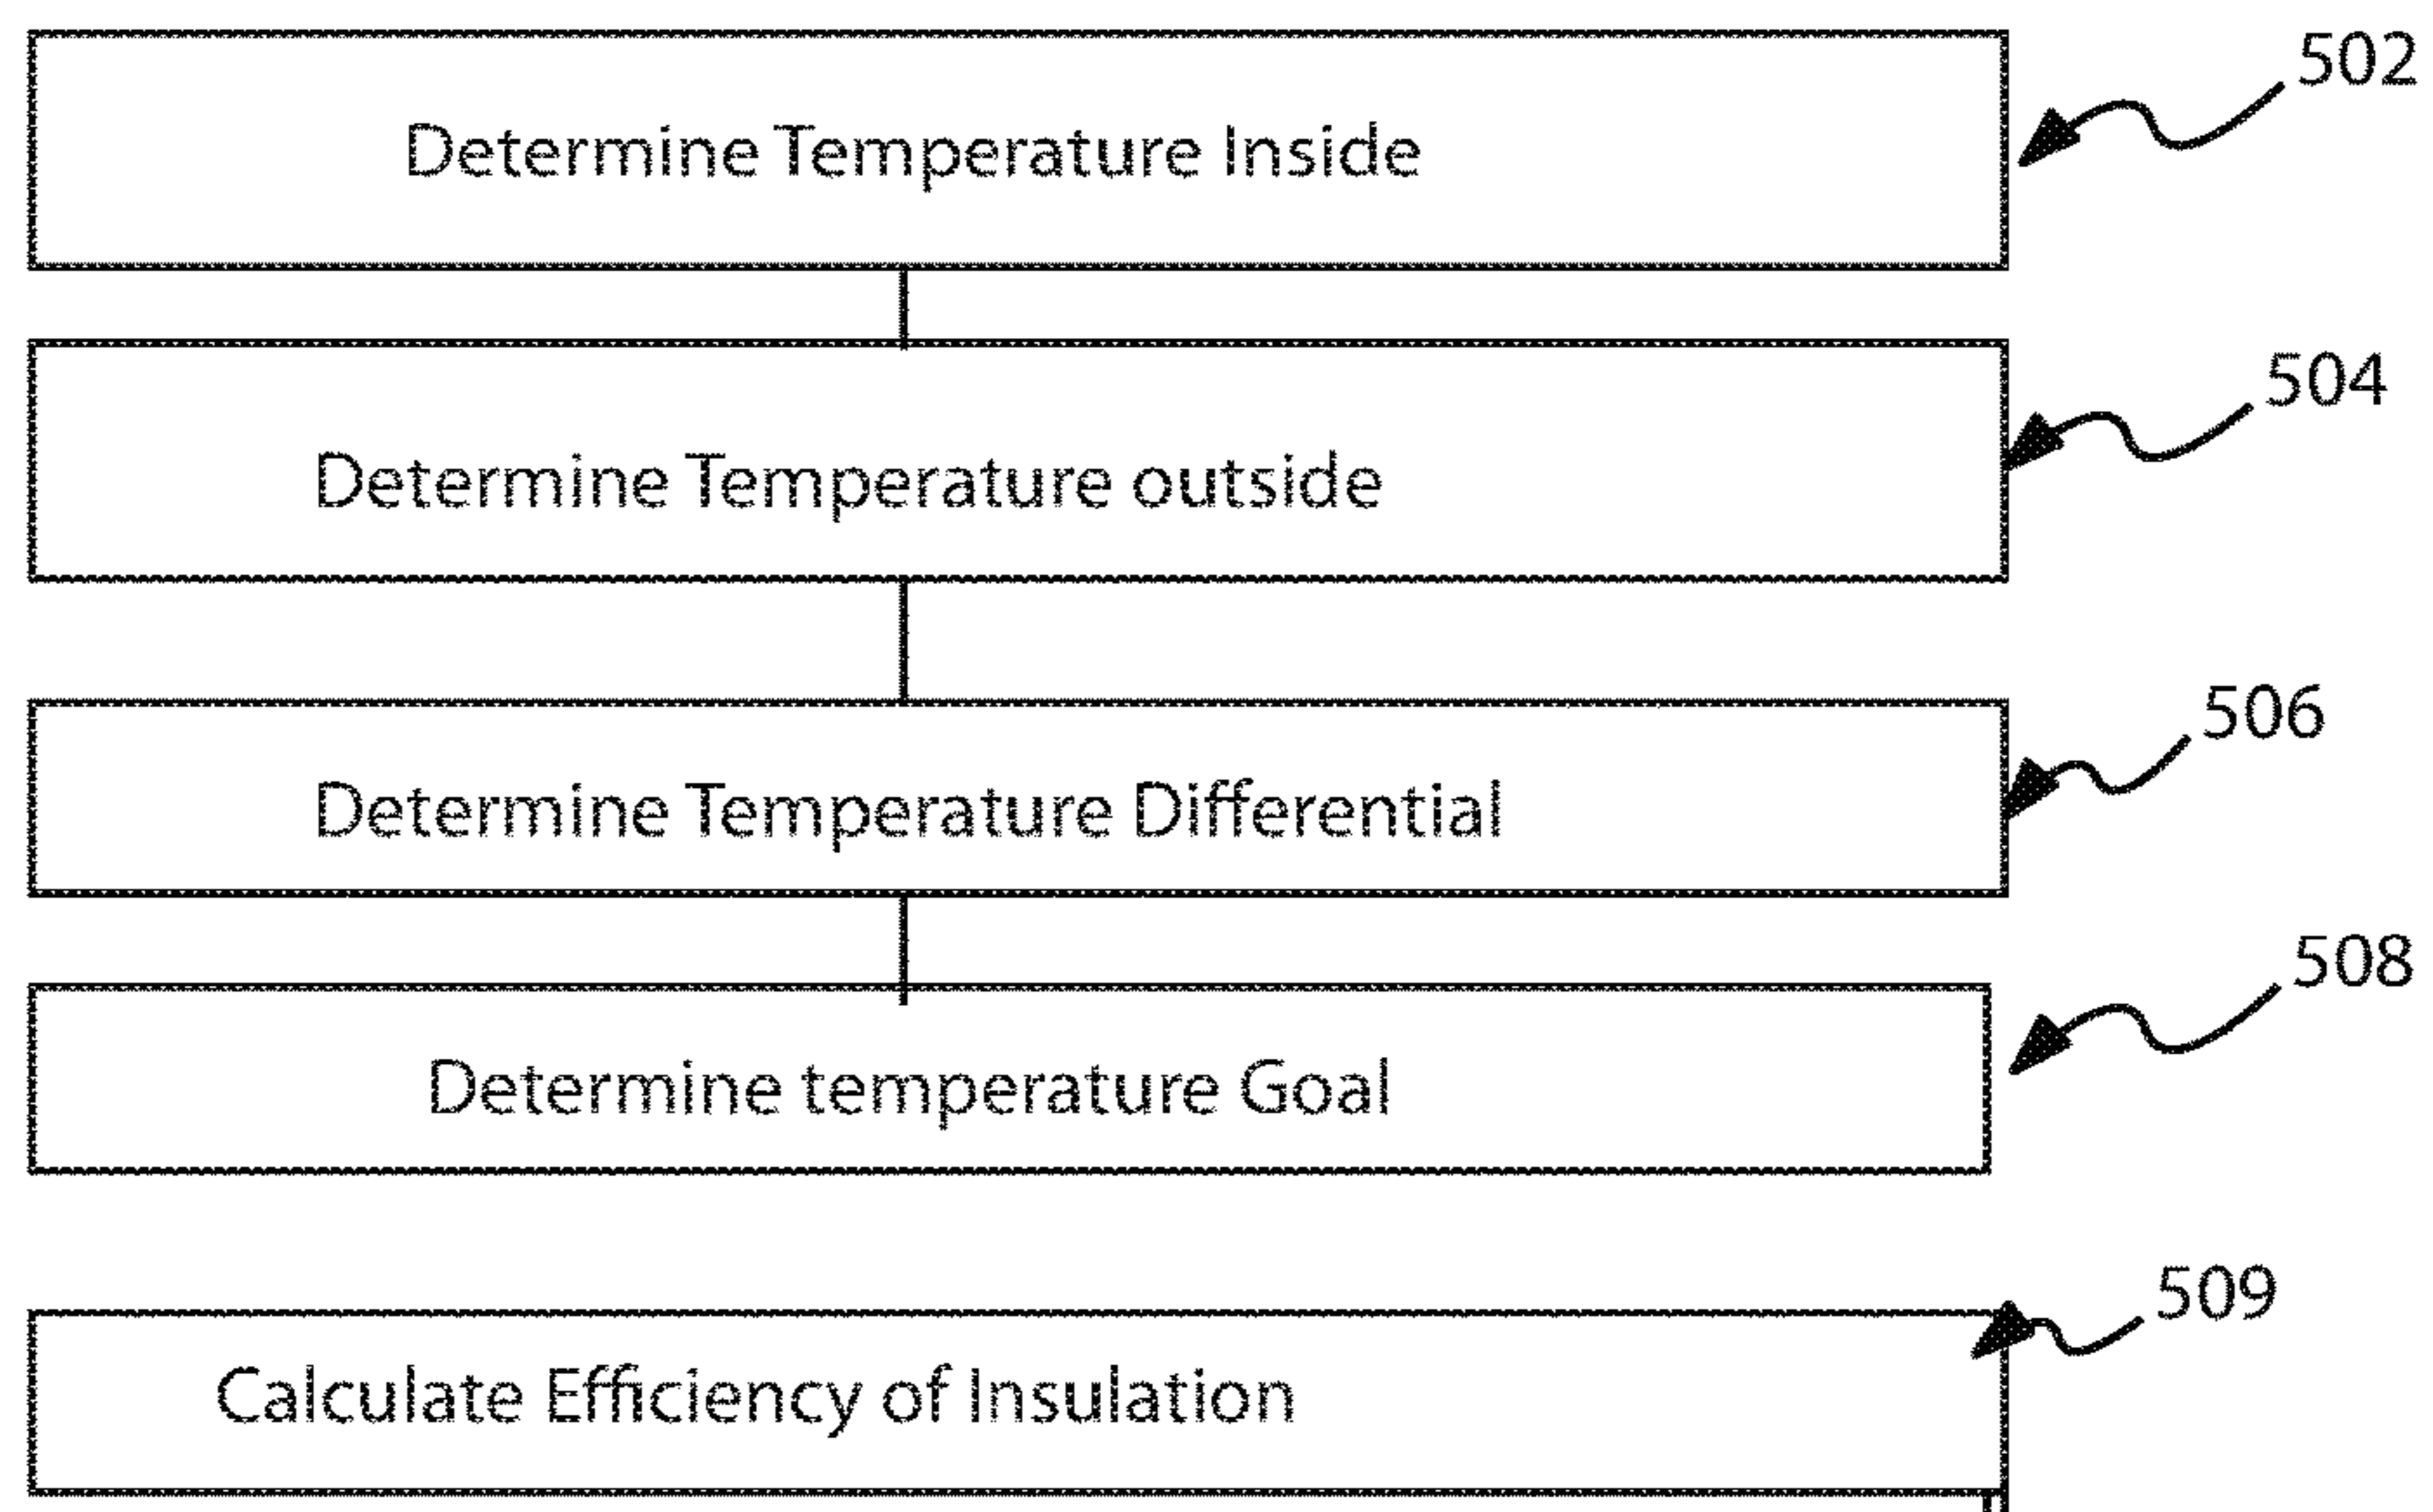 502
Determine Temperature Inside
504
Determine Temperature outside
506
Determine Temperature Differential
508
Determine temperature Goal
509
Calculate Efficiency of Insulation